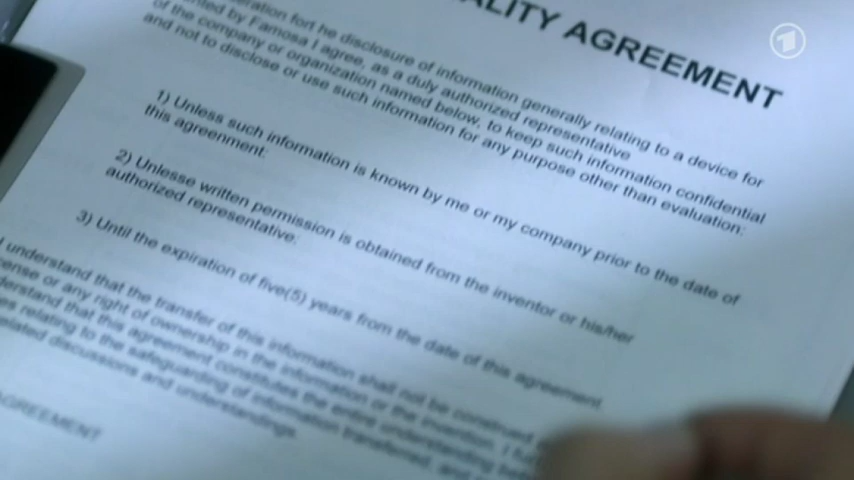 ALITY AGREEMENT
eration fort he disclosure of information generally relating to a device for
nted by Famosa I agree, as a duly authorized representative
of the company or organization named below, to keep such information confidential
and not to disclose or use such information for any purpose other than evaluation:
1) Unless such information is known by me or my company prior to the date of
this agreenment:
2) Unlesse written permission is obtained from the inventor or his/her
authorized representative:
3) Until the expiration of five(5) years from the date of this agreement
I understand that the transfer of this information shall not be construed
cense or any right of ownership in the information or the invention. I
derstand that this agreement constitutes the entire understanding
es relating to the safeguarding of information transferred, and
related discussions and understandings.
AGREEMENT
1